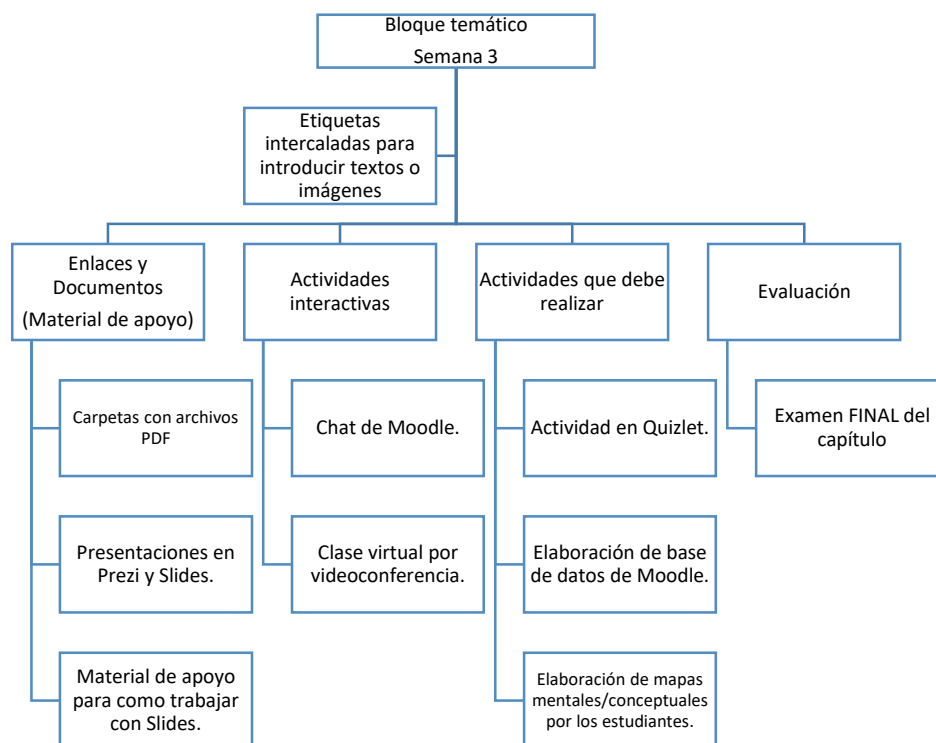 Bloque temático
Semana 3
Etiquetas
intercaladas para
introducir textos o
imágenes
Enlaces y
Documentos
(Material de apoyo)
Actividades
interactivas
Actividades que debe
realizar
Evaluación
Carpetas con archivos
PDF
Chat de Moodle.
Actividad en Quizlet.
Examen FINAL del
capítulo
Presentaciones en
Prezi y Slides.
Clase virtual por
videoconferencia.
Elaboración de base
de datos de Moodle.
Material de apoyo
para como trabajar
con Slides.
Elaboración de mapas
mentales/conceptuales
por los estudiantes.